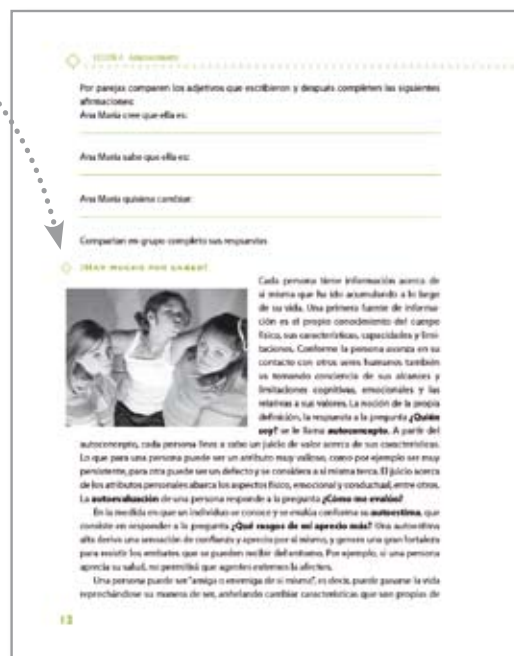 Por parejas comparen los adjetivos que escribieron y después completen las siguientes
afirmaciones:
Ana María cree que ella es:
Ana María sabe que ella es:
Ana María quisiera cambiar:
Compartan en grupo completo sus respuestas
¡HAY MUCHO POR SABER!
Cada persona tiene información acerca de
sí misma que ha ido acumulando a lo largo
de su vida. Una primera fuente de informa-
ción es el propio conocimiento del cuerpo
físico, sus características, capacidades y limi-
taciones. Conforme la persona avanza en su
contacto con otros seres humanos también
va tomando conciencia de sus alcances y
limitaciones cognitivas, emocionales y las
relativas a sus valores. La noción de la propia
definición, la respuesta a la pregunta ¿Quién
soy? se le llama autoconcepto. A partir del
autoconcepto, cada persona lleva a cabo un juicio de valor acerca de sus características.
Lo que para una persona puede ser un atributo muy valioso, como por ejemplo ser muy
persistente, para otra puede ser un defecto y se considera a sí misma terca. El juicio acerca
de los atributos personales abarca los aspectos físico, emocional y conductual, entre otros.
La autoevaluación de una persona responde a la pregunta ¿Cómo me evalúo?
En la medida en que un individuo se conoce y se evalúa conforma su autoestima, que
consiste en responder a la pregunta ¿Qué rasgos de mí aprecio más? Una autoestima
alta deriva una sensación de confianza y aprecio por sí mismo, y genera una gran fortaleza
para resistir los embates que se pueden recibir del entorno. Por ejemplo, si una persona
aprecia su salud, no permitirá que agentes externos la afecten.
Una persona puede ser "amiga o enemiga de sí misma", es decir, puede pasarse la vida
reprochándose su manera de ser, anhelando cambiar características que son propias de
12